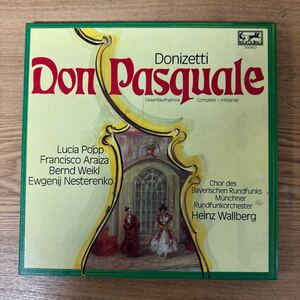 Donizetti
STEREO
Don Pasquale
Gesamtaufnahme Complete - Intégrale
Lucia Popp
Francisco Araiza
Bernd Weikl
Ewgenij Nesterenko
Chor des
Bayerischen Rundfunks
Münchner
Rundfunkorchester
Heinz Wallberg